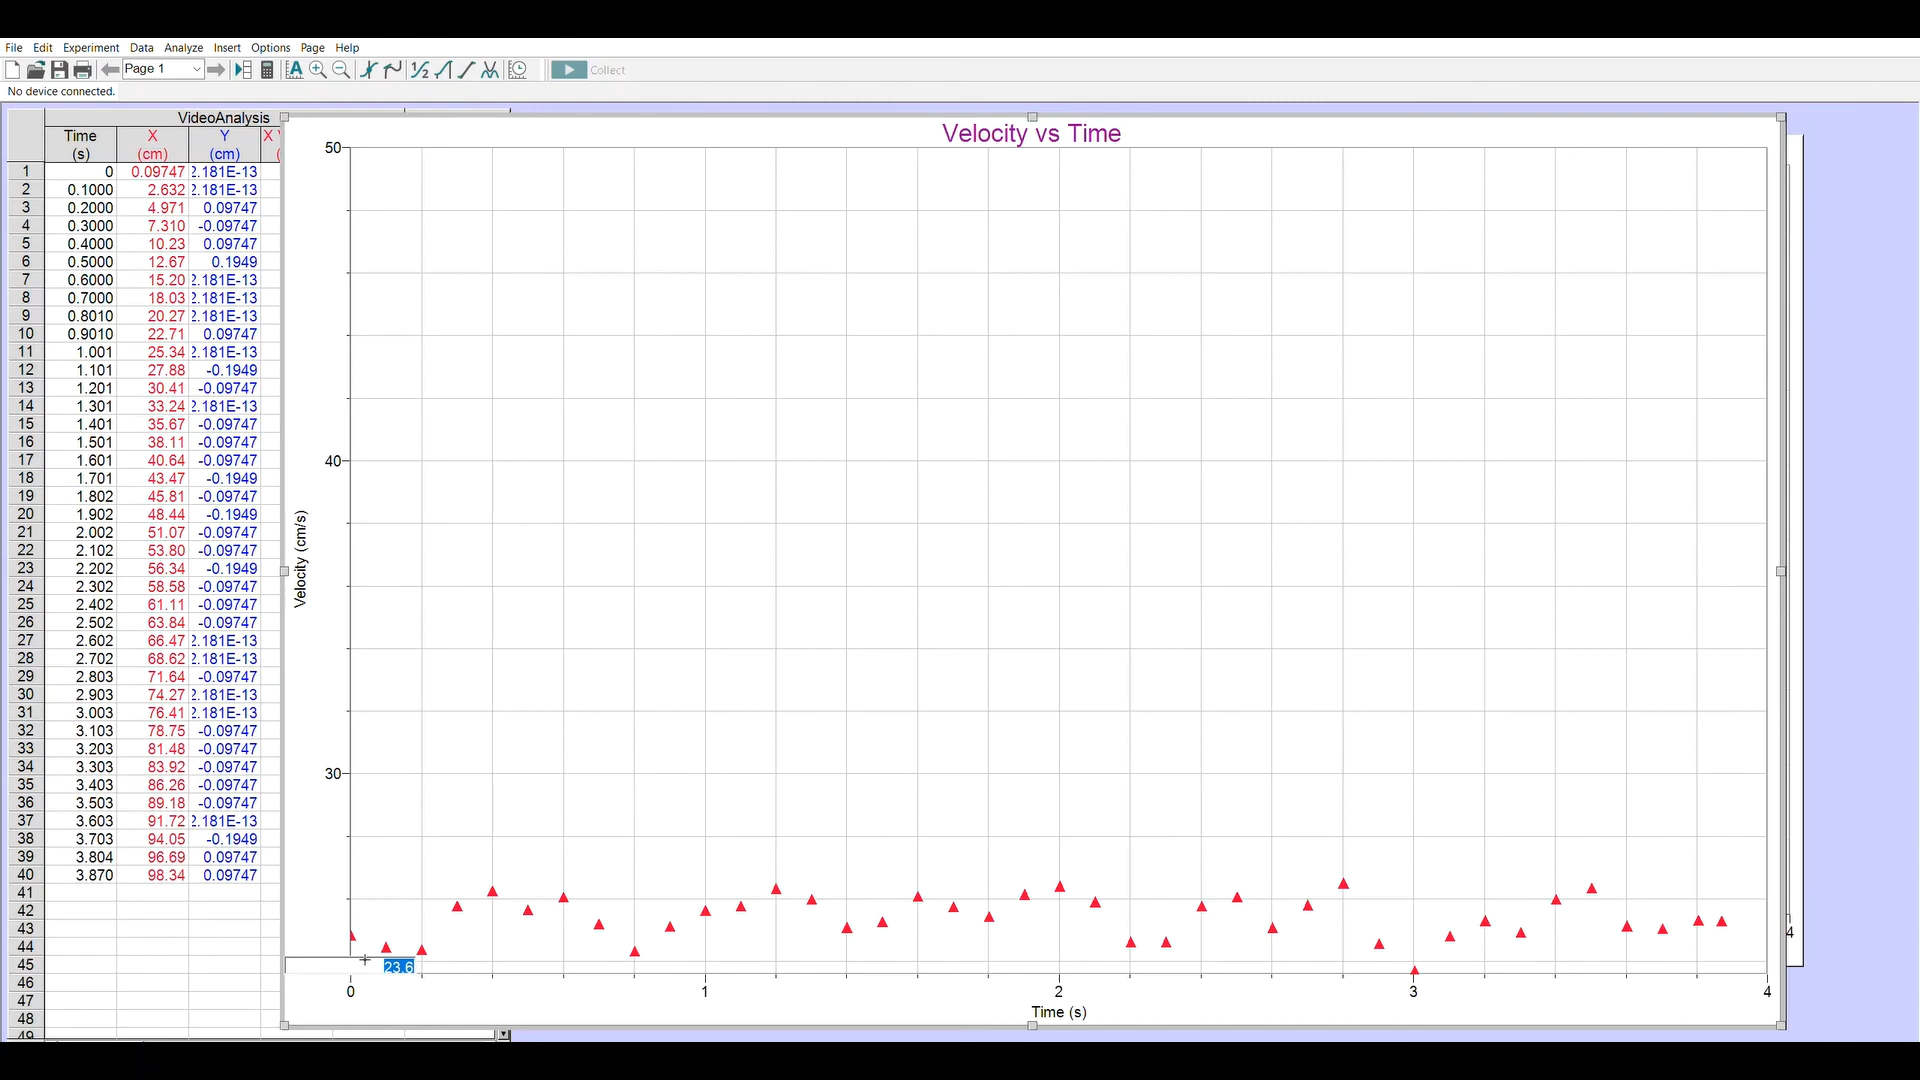 File Edit Experiment Data Analyze Insert Options Page Help
Page 1
Collect
No device connected.
VideoAnalysis
Time X Y X
(s) (cm) (cm) (
1 0 0.09747 2.181E-13
2 0.1000 2.632 2.181E-13
3 0.2000 4.971 0.09747
4 0.3000 7.310 -0.09747
5 0.4000 10.23 0.09747
6 0.5000 12.67 0.1949
7 0.6000 15.20 2.181E-13
8 0.7000 18.03 2.181E-13
9 0.8010 20.27 2.181E-13
10 0.9010 22.71 0.09747
11 1.001 25.34 2.181E-13
12 1.101 27.88 -0.1949
13 1.201 30.41 -0.09747
14 1.301 33.24 2.181E-13
15 1.401 35.67 -0.09747
16 1.501 38.11 -0.09747
17 1.601 40.64 -0.09747
18 1.701 43.47 -0.1949
19 1.802 45.81 -0.09747
20 1.902 48.44 -0.1949
21 2.002 51.07 -0.09747
22 2.102 53.80 -0.09747
23 2.202 56.34 -0.1949
24 2.302 58.58 -0.09747
25 2.402 61.11 -0.09747
26 2.502 63.84 -0.09747
27 2.602 66.47 2.181E-13
28 2.702 68.62 2.181E-13
29 2.803 71.64 -0.09747
30 2.903 74.27 2.181E-13
31 3.003 76.41 2.181E-13
32 3.103 78.75 -0.09747
33 3.203 81.48 -0.09747
34 3.303 83.92 -0.09747
35 3.403 86.26 -0.09747
36 3.503 89.18 -0.09747
37 3.603 91.72 2.181E-13
38 3.703 94.05 -0.1949
39 3.804 96.69 0.09747
40 3.870 98.34 0.09747
41
42
43
44
45
46
47
48
49
Velocity vs Time
50
40
30
Velocity (cm/s)
23.6
0 1 2 3 4
Time (s)
4